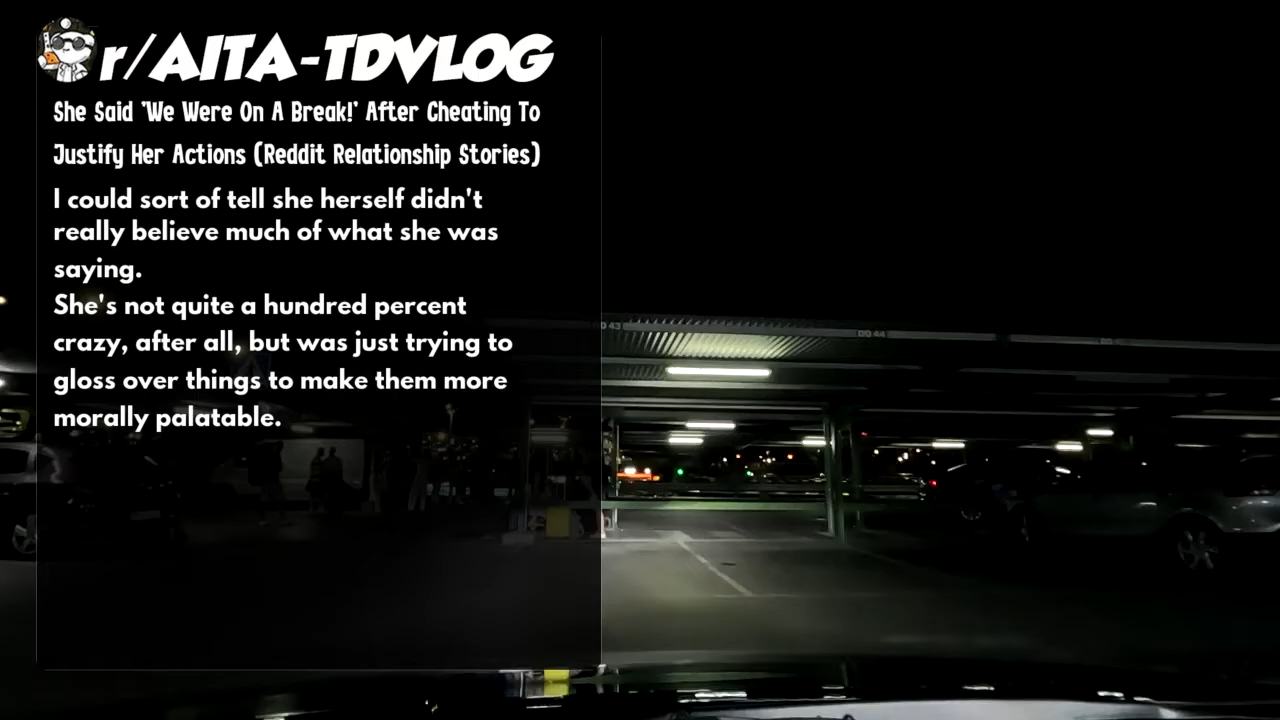 r/AITA-TDVLOG
She Said 'We Were On A Break!' After Cheating To
Justify Her Actions (Reddit Relationship Stories)
I could sort of tell she herself didn't
really believe much of what she was
saying.
She's not quite a hundred percent
crazy, after all, but was just trying to
gloss over things to make them more
morally palatable.